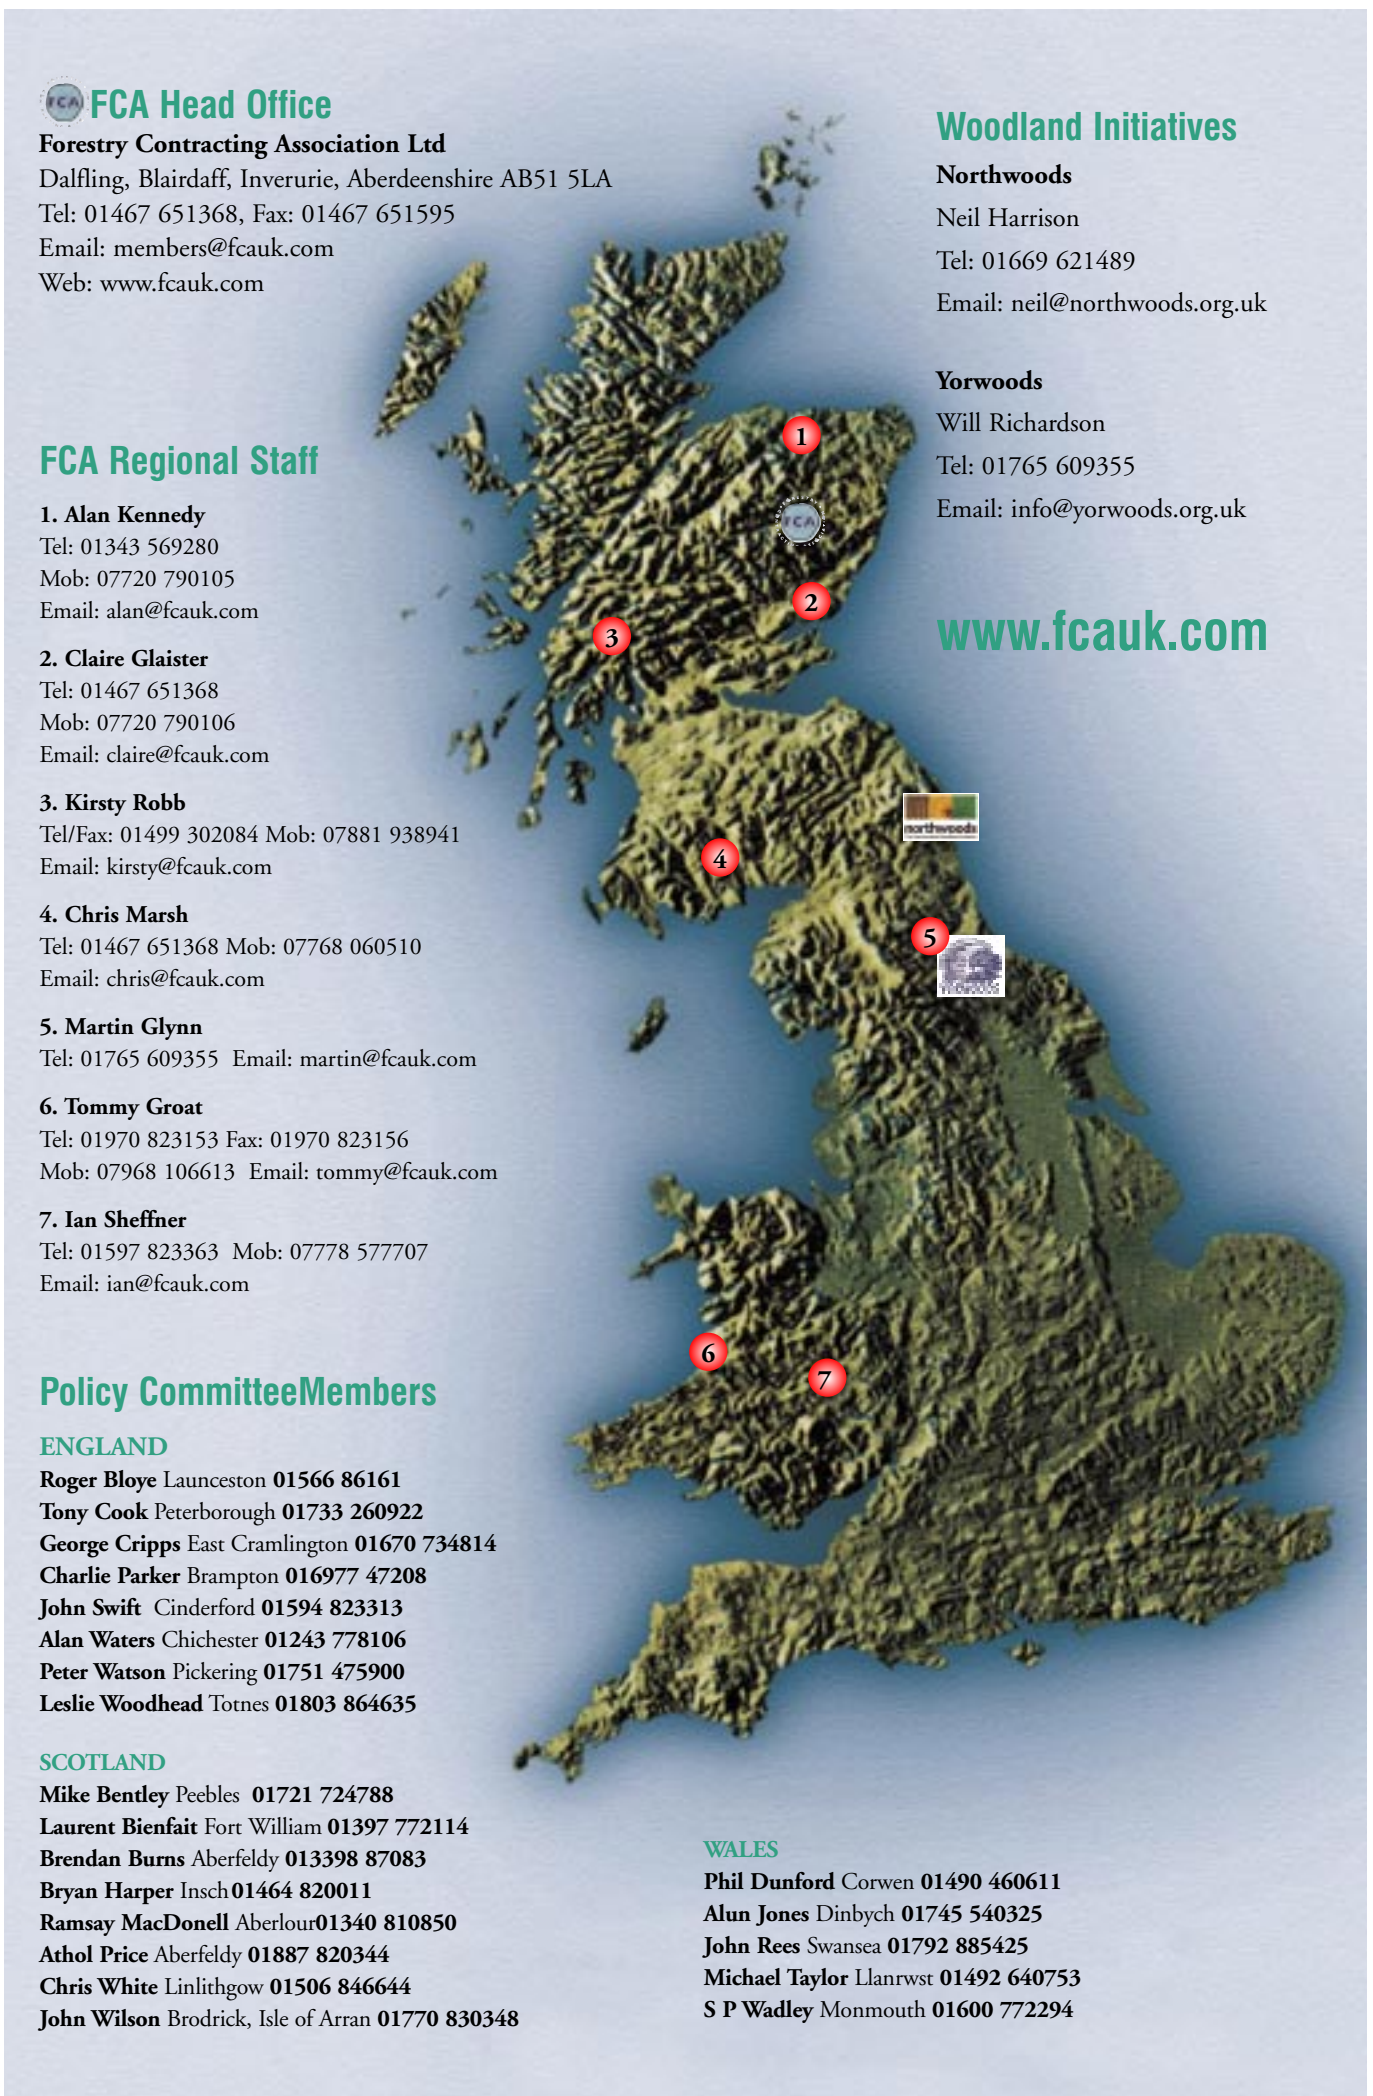 FCA FCA Head Office
Forestry Contracting Association Ltd
Dalfling, Blairdaff, Inverurie, Aberdeenshire AB51 5LA
Tel: 01467 651368, Fax: 01467 651595
Email: members@fcauk.com
Web: www.fcauk.com
Woodland Initiatives
Northwoods
Neil Harrison
Tel: 01669 621489
Email: neil@northwoods.org.uk
Yorwoods
Will Richardson
Tel: 01765 609355
Email: info@yorwoods.org.uk
www.fcauk.com
FCA Regional Staff
1. Alan Kennedy
Tel: 01343 569280
Mob: 07720 790105
Email: alan@fcauk.com
2. Claire Glaister
Tel: 01467 651368
Mob: 07720 790106
Email: claire@fcauk.com
3. Kirsty Robb
Tel/Fax: 01499 302084 Mob: 07881 938941
Email: kirsty@fcauk.com
4. Chris Marsh
Tel: 01467 651368 Mob: 07768 060510
Email: chris@fcauk.com
5. Martin Glynn
Tel: 01765 609355 Email: martin@fcauk.com
6. Tommy Groat
Tel: 01970 823153 Fax: 01970 823156
Mob: 07968 106613 Email: tommy@fcauk.com
7. Ian Sheffner
Tel: 01597 823363 Mob: 07778 577707
Email: ian@fcauk.com
1
FCA
2
3
northwoods
4
5
6
7
Policy CommitteeMembers
ENGLAND
Roger Bloye Launceston 01566 86161
Tony Cook Peterborough 01733 260922
George Cripps East Cramlington 01670 734814
Charlie Parker Brampton 016977 47208
John Swift Cinderford 01594 823313
Alan Waters Chichester 01243 778106
Peter Watson Pickering 01751 475900
Leslie Woodhead Totnes 01803 864635
SCOTLAND
Mike Bentley Peebles 01721 724788
Laurent Bienfait Fort William 01397 772114
Brendan Burns Aberfeldy 013398 87083
Bryan Harper Insch 01464 820011
Ramsay MacDonell Aberlour01340 810850
Athol Price Aberfeldy 01887 820344
Chris White Linlithgow 01506 846644
John Wilson Brodrick, Isle of Arran 01770 830348
WALES
Phil Dunford Corwen 01490 460611
Alun Jones Dinbych 01745 540325
John Rees Swansea 01792 885425
Michael Taylor Llanrwst 01492 640753
S P Wadley Monmouth 01600 772294